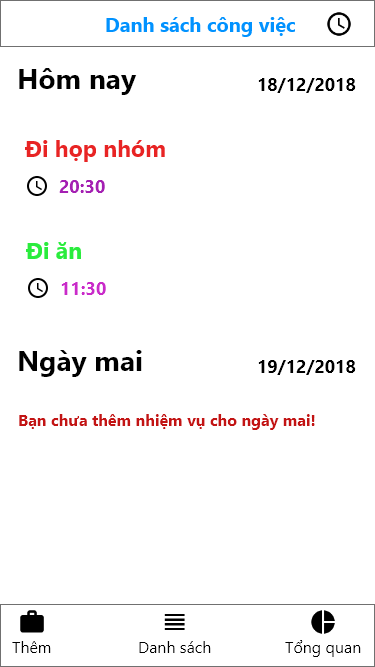 Danh sách công việc
Hôm nay 18/12/2018
Đi họp nhóm
20:30
Đi ăn
11:30
Ngày mai 19/12/2018
Bạn chưa thêm nhiệm vụ cho ngày mai!
Thêm Danh sách Tổng quan